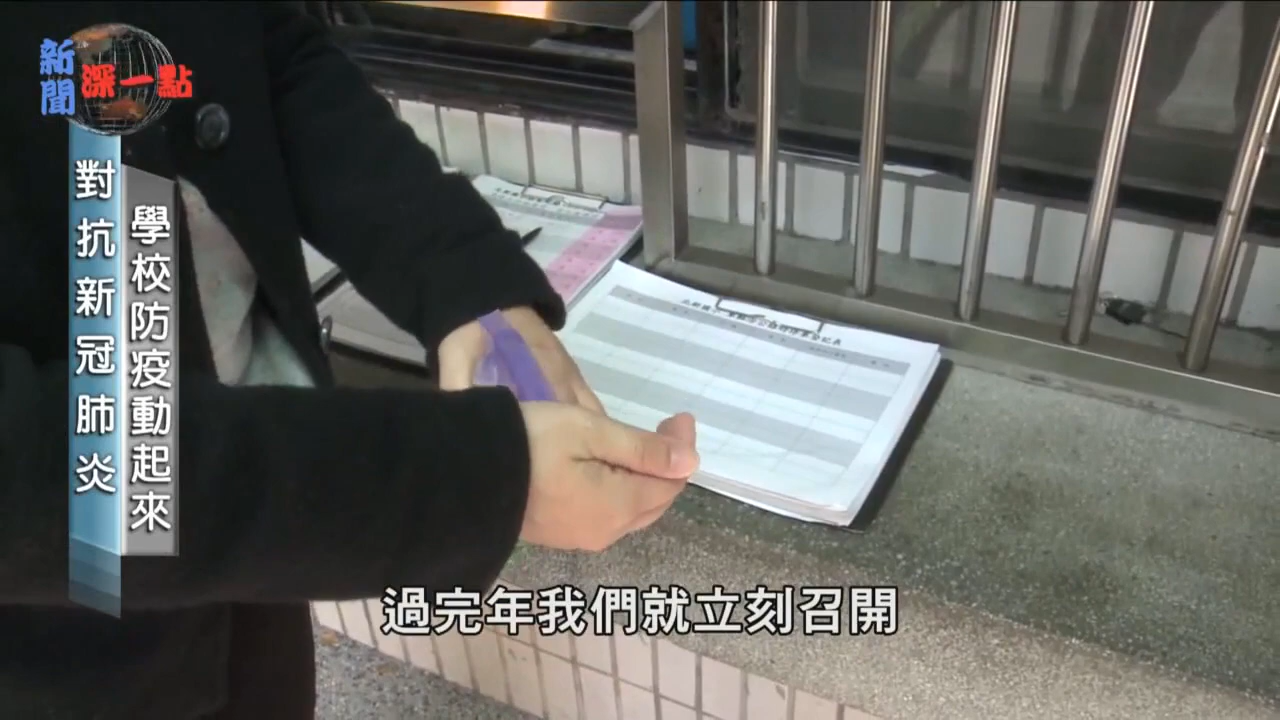 新聞
深一點
對抗新冠肺炎
學校防疫動起來
過完年我們就立刻召開